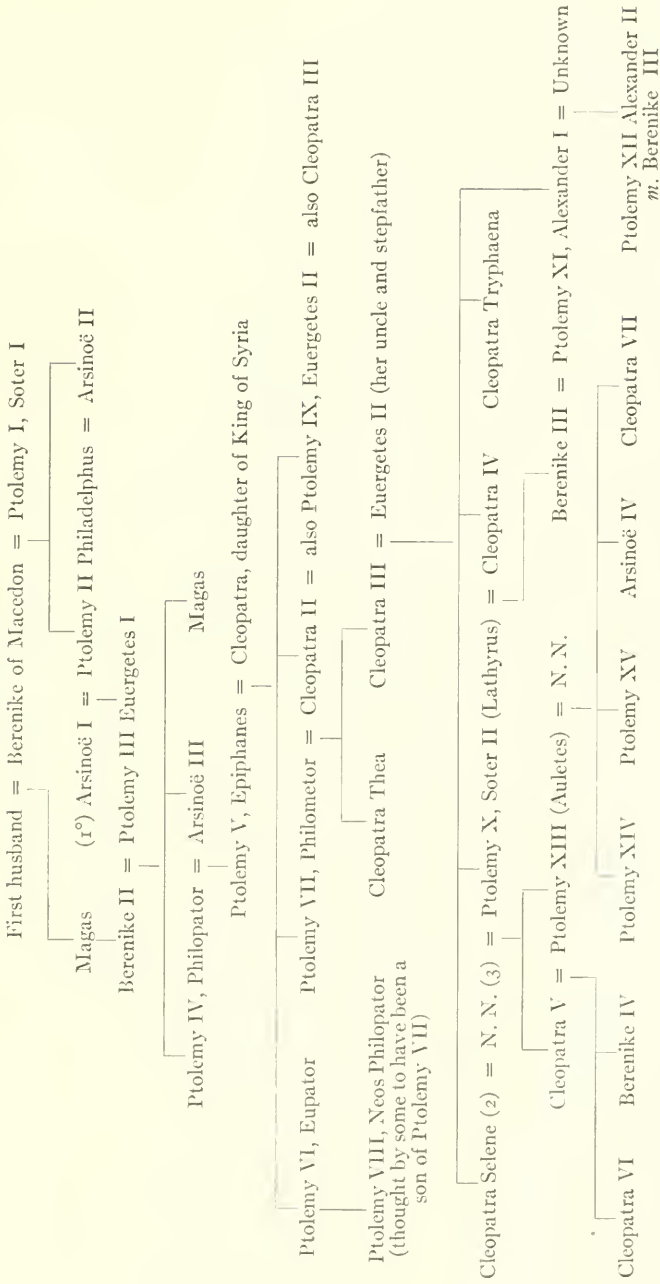 First husband = Berenike of Macedon = Ptolemy I, Soter I
Magas (1°) Arsinoë I = Ptolemy II Philadelphus = Arsinoë II
Berenike II = Ptolemy III Euergetes I
Ptolemy IV, Philopator = Arsinoë III Magas
Ptolemy V, Epiphanes = Cleopatra, daughter of King of Syria
Ptolemy VI, Eupator Ptolemy VII, Philometor = Cleopatra II = also Ptolemy IX, Euergetes II = also Cleopatra III
Ptolemy VIII, Neos Philopator
(thought by some to have been a
son of Ptolemy VII)
Cleopatra Thea Cleopatra III = Euergetes II (her uncle and stepfather)
Cleopatra Selene (2) = N. N. (3) = Ptolemy X, Soter II (Lathyrus) = Cleopatra IV Cleopatra Tryphaena
Cleopatra V = Ptolemy XIII (Auletes) = N. N. Berenike III = Ptolemy XI, Alexander I = Unknown
Cleopatra VI Berenike IV Ptolemy XIV Ptolemy XV Arsinoë IV Cleopatra VII Ptolemy XII Alexander II
m. Berenike III